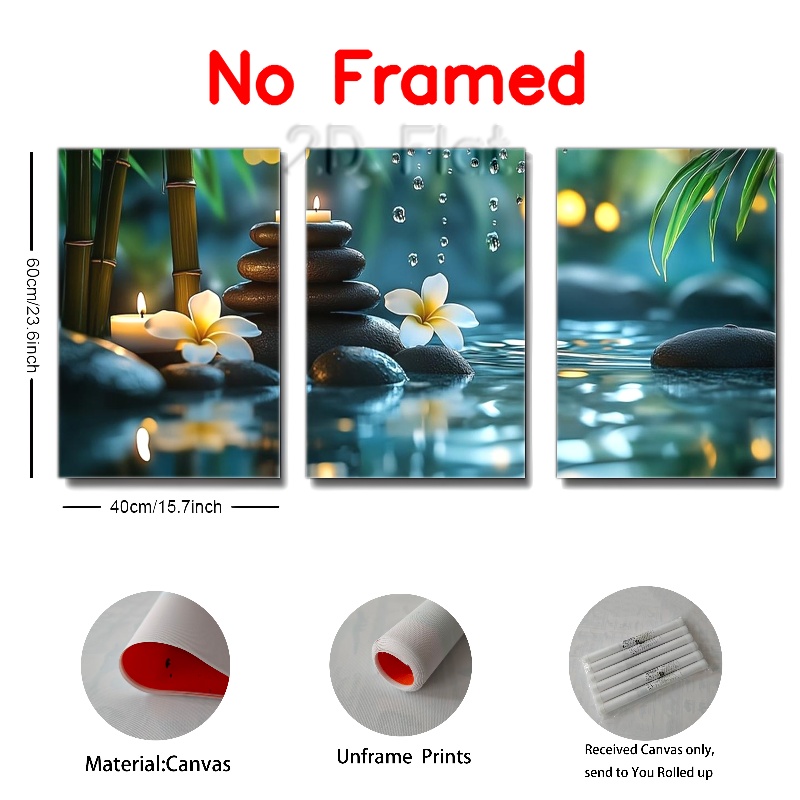 No Framed
2D Flat
60cm/23.6inch
40cm/15.7inch
Material:Canvas
Unframe Prints
Received Canvas only,
send to You Rolled up